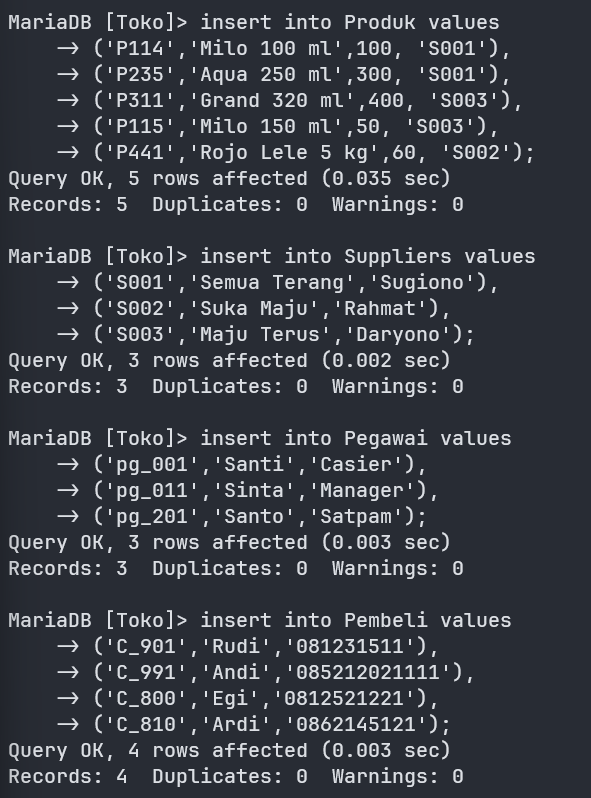 MariaDB [Toko]> insert into Produk values
    -> ('P114','Milo 100 ml',100, 'S001'),
    -> ('P235','Aqua 250 ml',300, 'S001'),
    -> ('P311','Grand 320 ml',400, 'S003'),
    -> ('P115','Milo 150 ml',50, 'S003'),
    -> ('P441','Rojo Lele 5 kg',60, 'S002');
Query OK, 5 rows affected (0.035 sec)
Records: 5  Duplicates: 0  Warnings: 0

MariaDB [Toko]> insert into Suppliers values
    -> ('S001','Semua Terang','Sugiono'),
    -> ('S002','Suka Maju','Rahmat'),
    -> ('S003','Maju Terus','Daryono');
Query OK, 3 rows affected (0.002 sec)
Records: 3  Duplicates: 0  Warnings: 0

MariaDB [Toko]> insert into Pegawai values
    -> ('pg_001','Santi','Casier'),
    -> ('pg_011','Sinta','Manager'),
    -> ('pg_201','Santo','Satpam');
Query OK, 3 rows affected (0.003 sec)
Records: 3  Duplicates: 0  Warnings: 0

MariaDB [Toko]> insert into Pembeli values
    -> ('C_901','Rudi','081231511'),
    -> ('C_991','Andi','085212021111'),
    -> ('C_800','Egi','0812521221'),
    -> ('C_810','Ardi','0862145121');
Query OK, 4 rows affected (0.003 sec)
Records: 4  Duplicates: 0  Warnings: 0